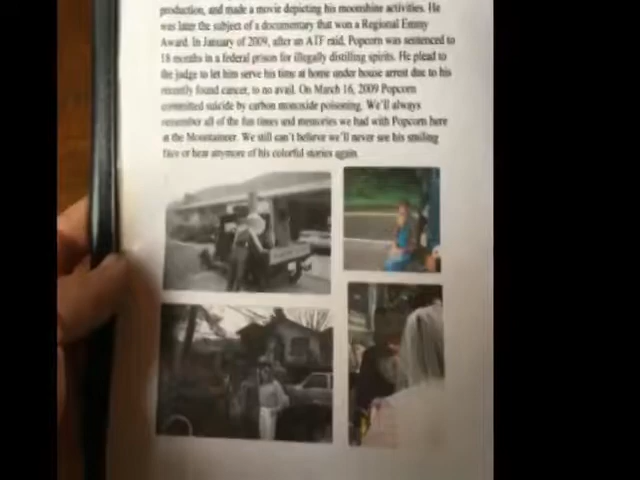 production, and made a movie depicting his moonshine activities. He
was later the subject of a documentary that won a Regional Emmy
Award. In January of 2009, after an ATF raid, Popcorn was sentenced to
18 months in a federal prison for illegally distilling spirits. He plead to
the judge to let him serve his time at home under house arrest due to his
recently found cancer, to no avail. On March 16, 2009 Popcorn
committed suicide by carbon monoxide poisoning. We'll always
remember all of the fun times and memories we had with Popcorn here
at the Mountaineer. We still can't believe we'll never see his smiling
face or hear anymore of his colorful stories again.